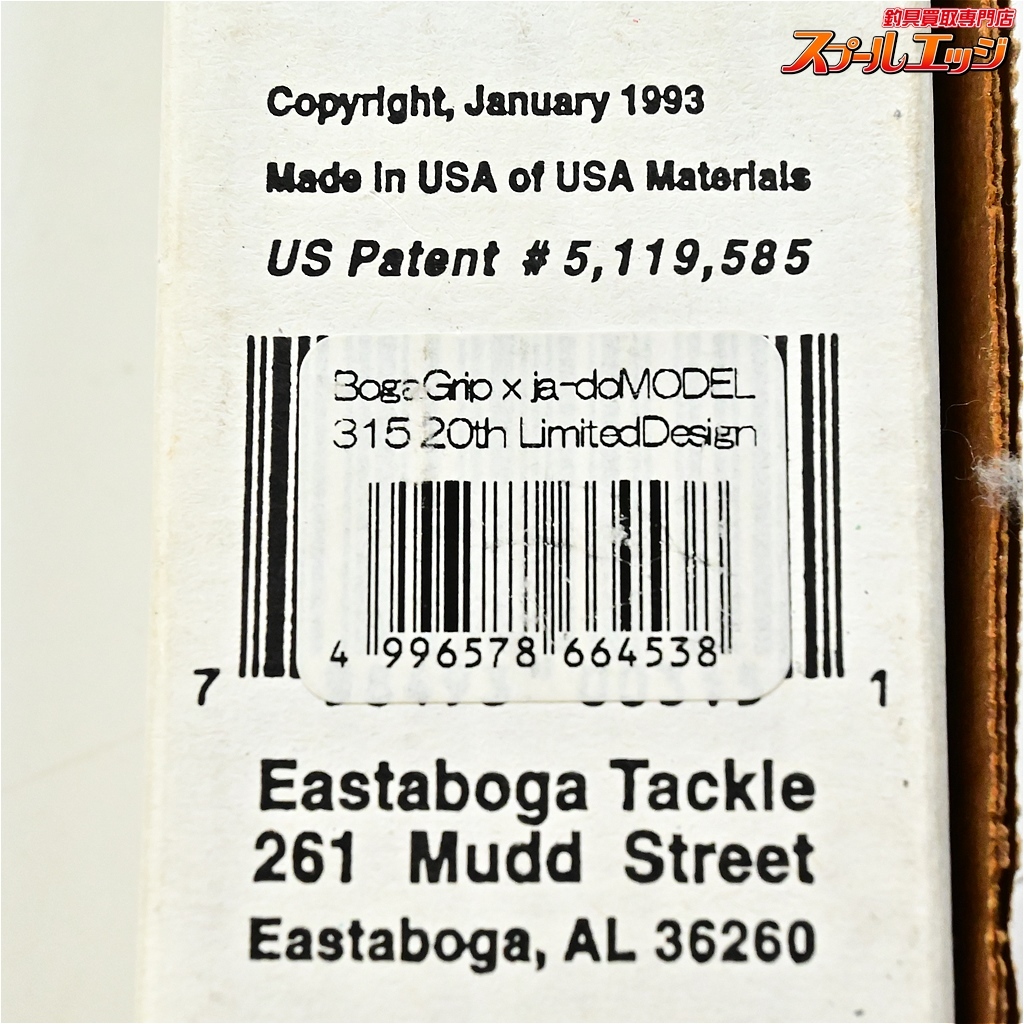 釣具買取専門店
スプールエッジ
Copyright, January 1993
Made in USA of USA Materials
US Patent # 5,119,585
BogaGrip x ja-doMODEL
315 20th LimitedDesign
4 996578 664538
7 1
Eastaboga Tackle
261 Mudd Street
Eastaboga, AL 36260